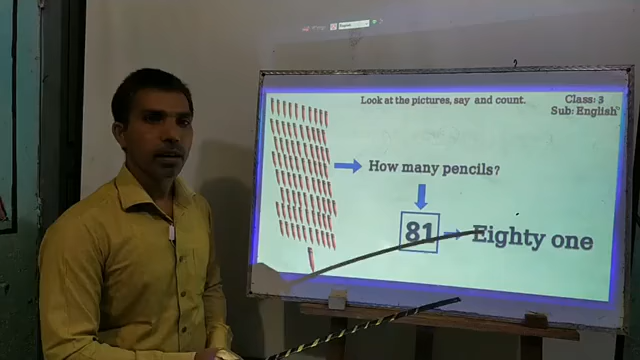 Look at the pictures, say and count.
Class: 3
Sub: English
How many pencils?
81
Eighty one